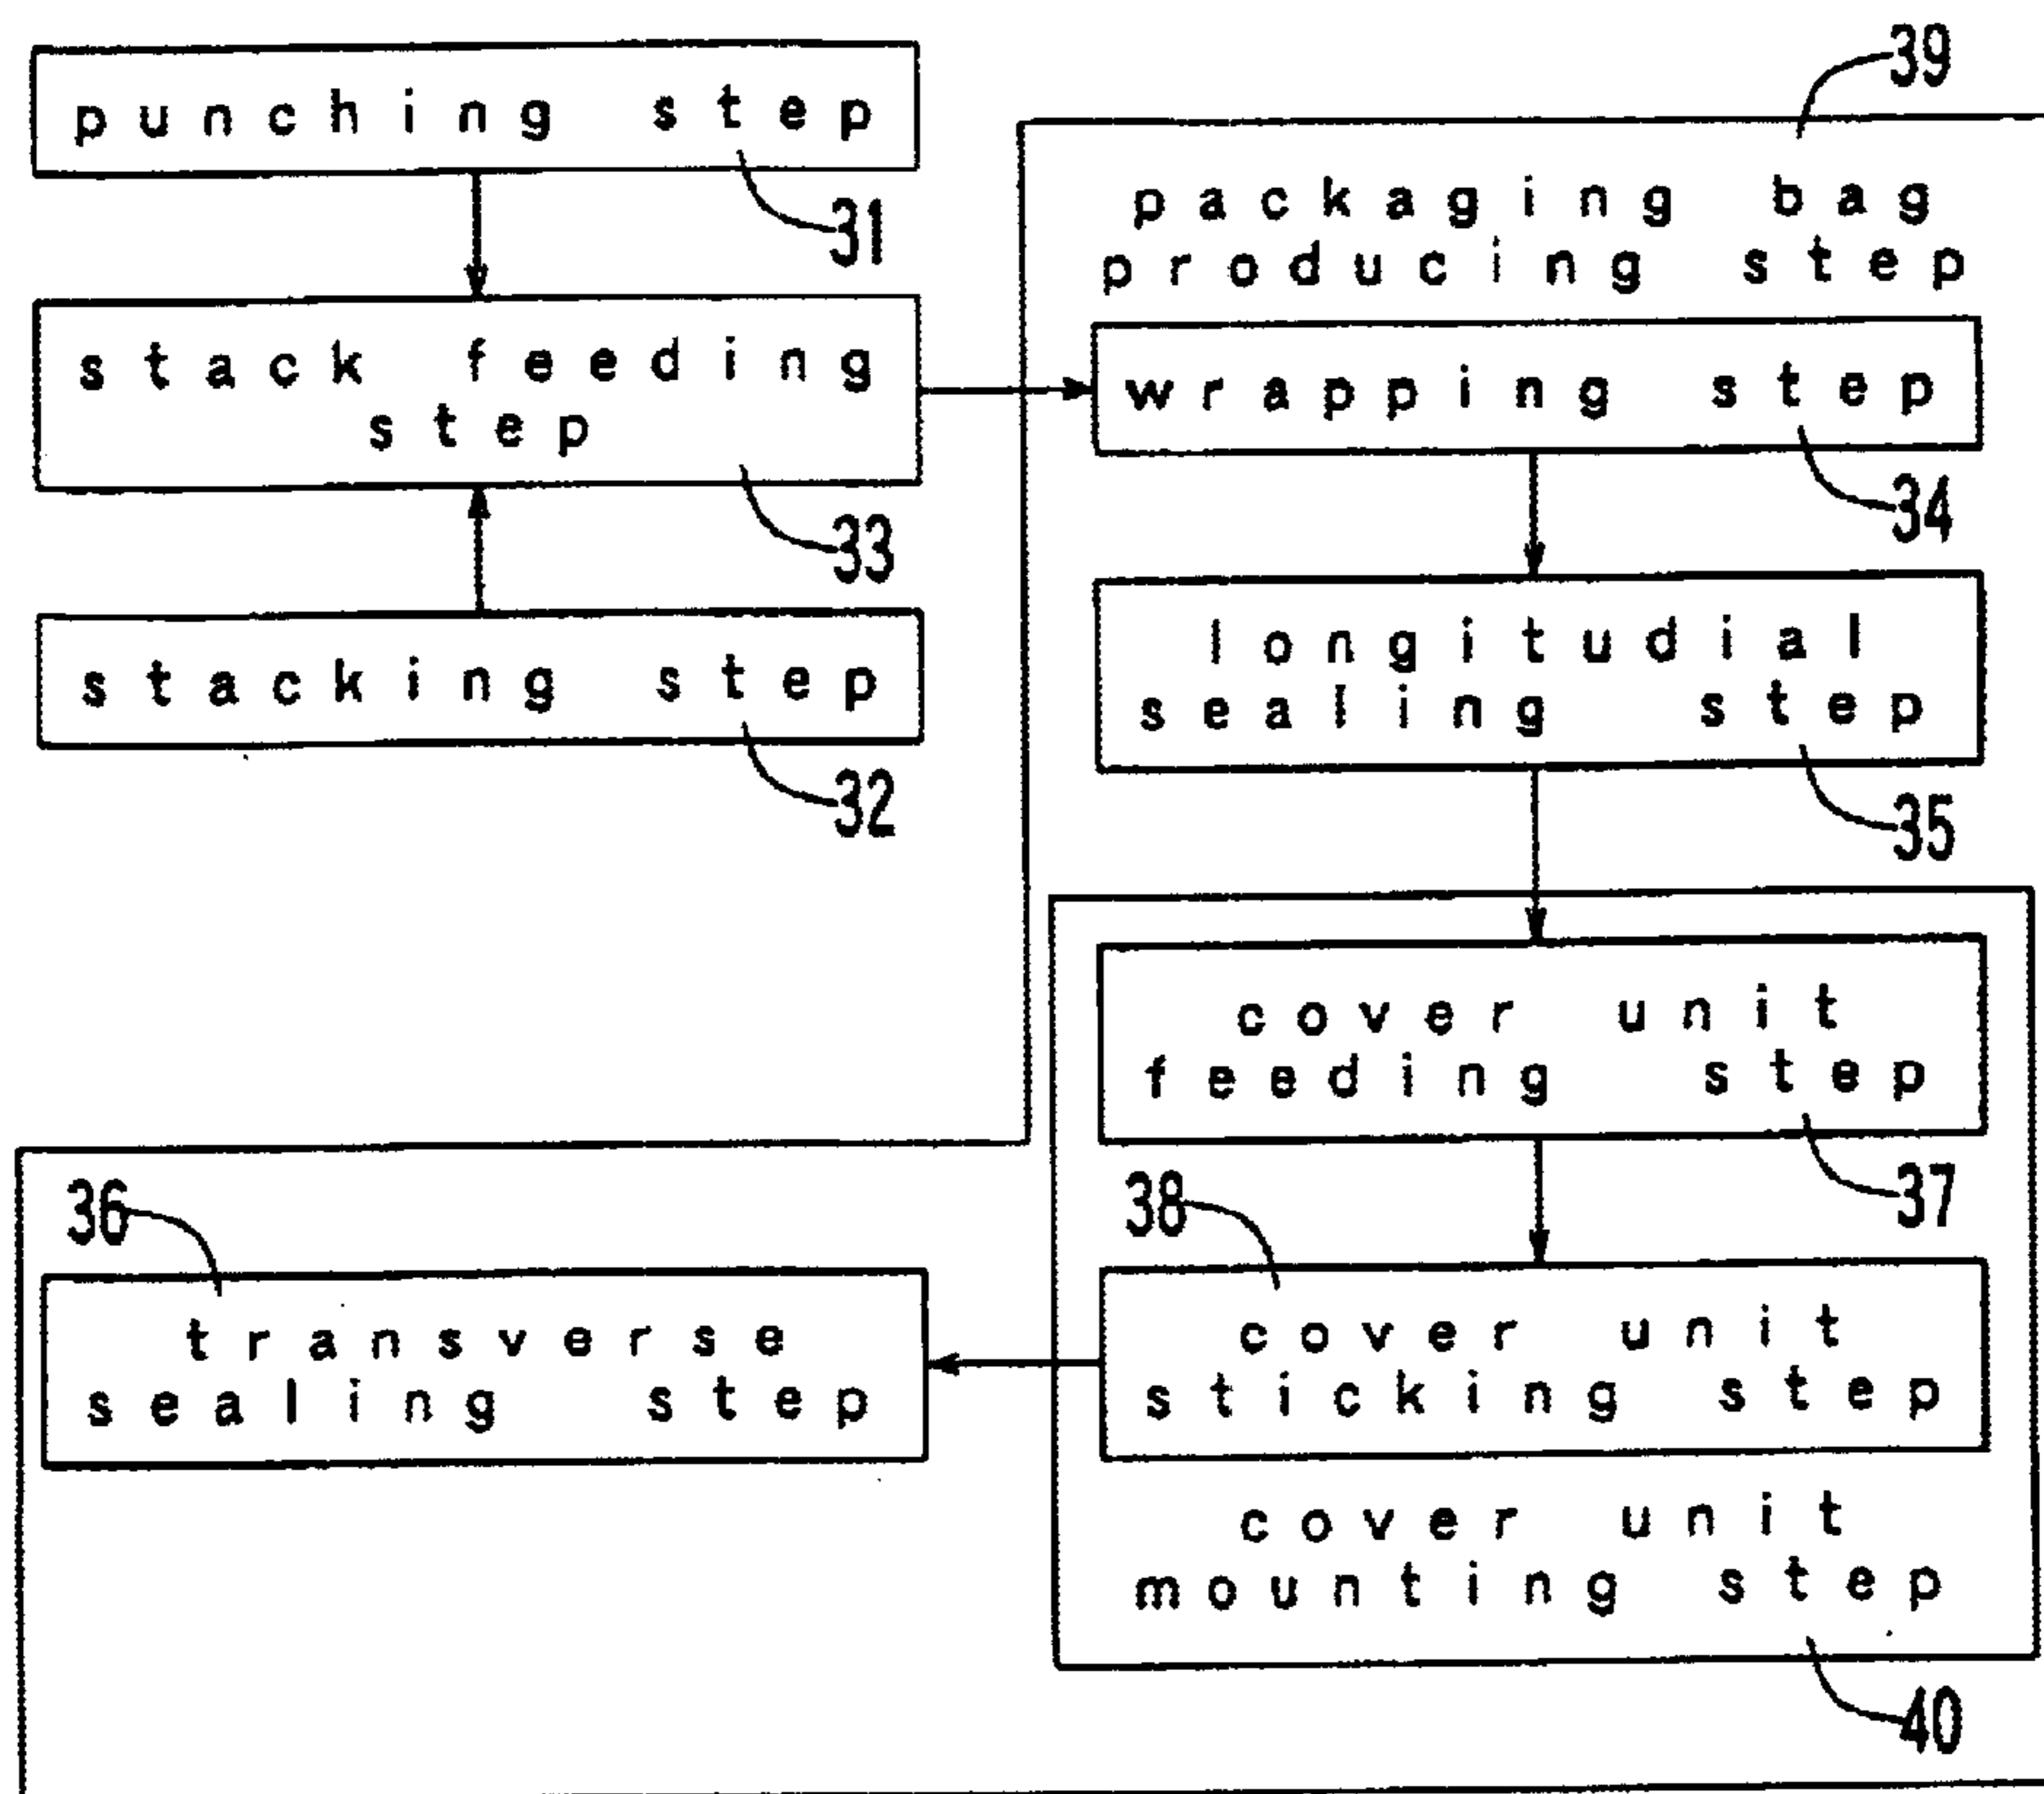 punching step
31
stack feeding
step
33
stacking step
32
39
packaging bag
producing step
wrapping step
34
longitudial
sealing step
35
cover unit
feeding step
37
38
cover unit
sticking step
cover unit
mounting step
40
36
transverse
sealing step